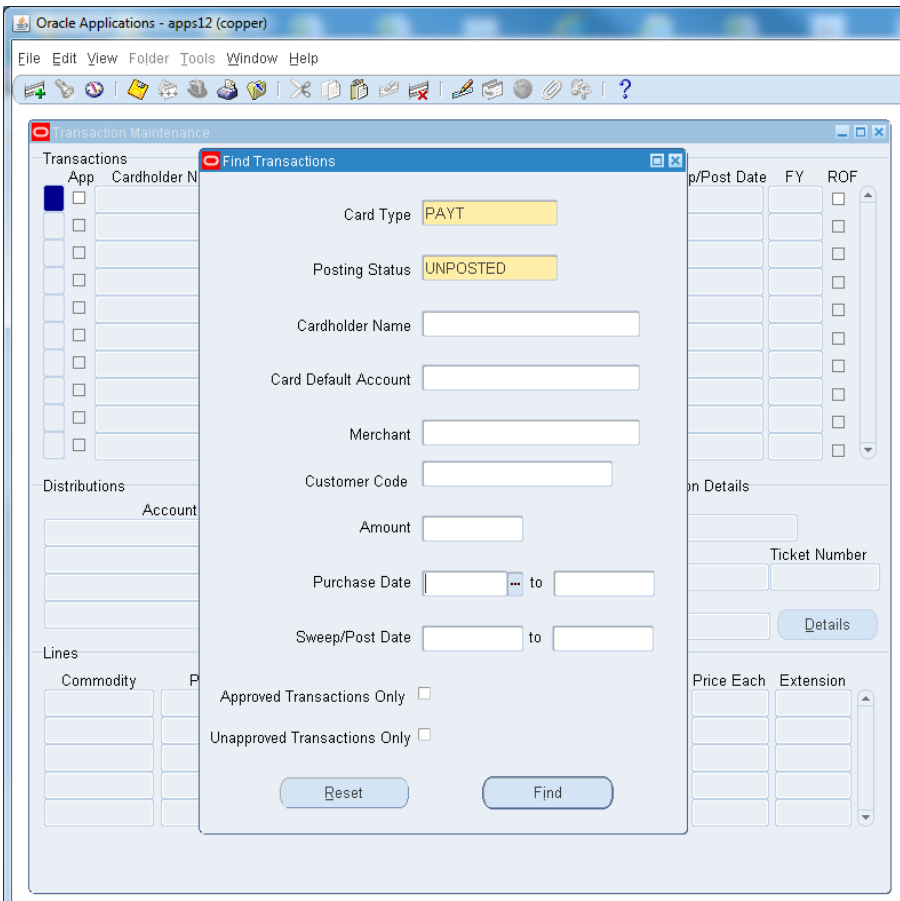 Oracle Applications - apps12 (copper)
File Edit View Folder Tools Window Help
Transaction Maintenance
Transactions
App Cardholder N
p/Post Date FY ROF
Find Transactions
Card Type PAYT
Posting Status UNPOSTED
Cardholder Name
Card Default Account
Merchant
Customer Code
Amount
Purchase Date ... to
Sweep/Post Date to
Approved Transactions Only
Unapproved Transactions Only
Reset Find
Distributions
Account
on Details
Ticket Number
Details
Lines
Commodity P
Price Each Extension